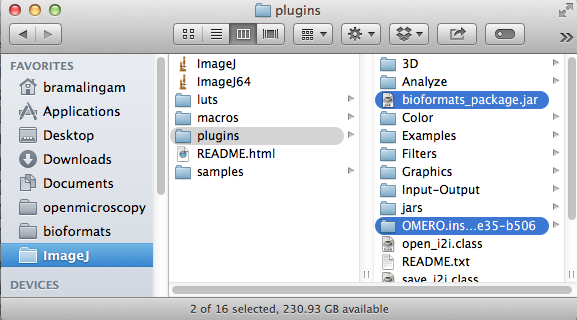 plugins
FAVORITES
bramalingam
Applications
Desktop
Downloads
Documents
openmicroscopy
bioformats
ImageJ
DEVICES
ImageJ
ImageJ64
luts
macros
plugins
README.html
samples
3D
Analyze
bioformats_package.jar
Color
Examples
Filters
Graphics
Input-Output
jars
OMERO.ins...e35-b506
open_i2i.class
README.txt
save_i2i.class
2 of 16 selected, 230.93 GB available